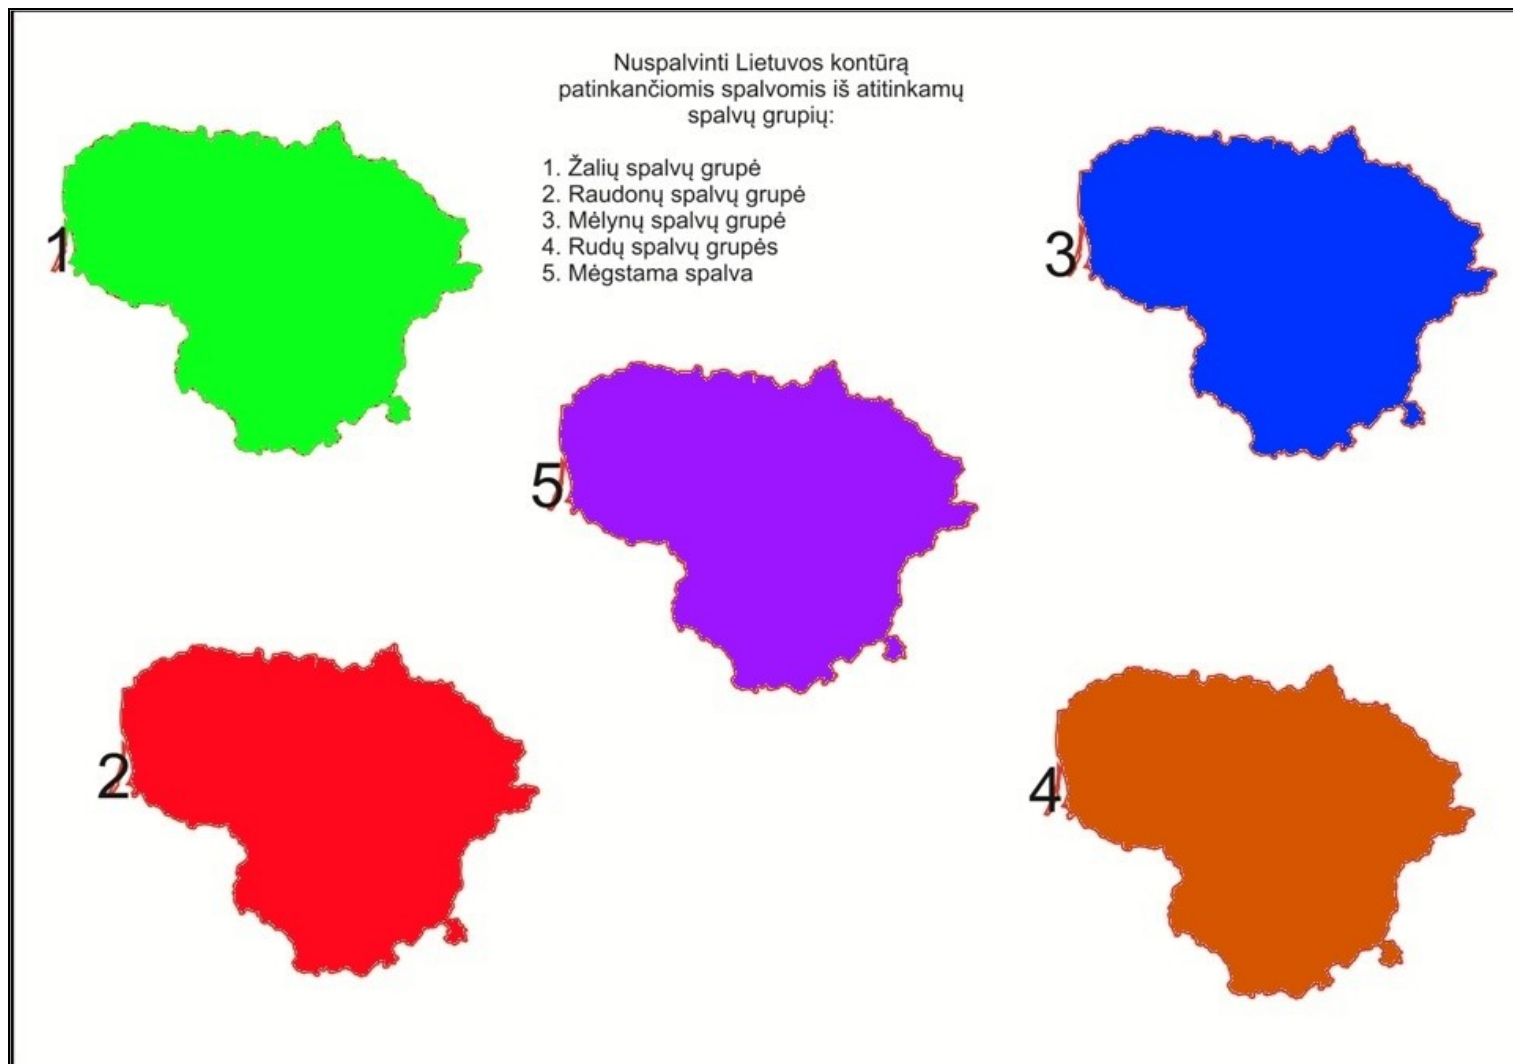 Nuspalvinti Lietuvos kontūrą
patinkančiomis spalvomis iš atitinkamų
spalvų grupių:
1. Žalių spalvų grupė
2. Raudonų spalvų grupė
3. Mėlynų spalvų grupė
4. Rudų spalvų grupės
5. Mėgstama spalva
1
3
5
2
4